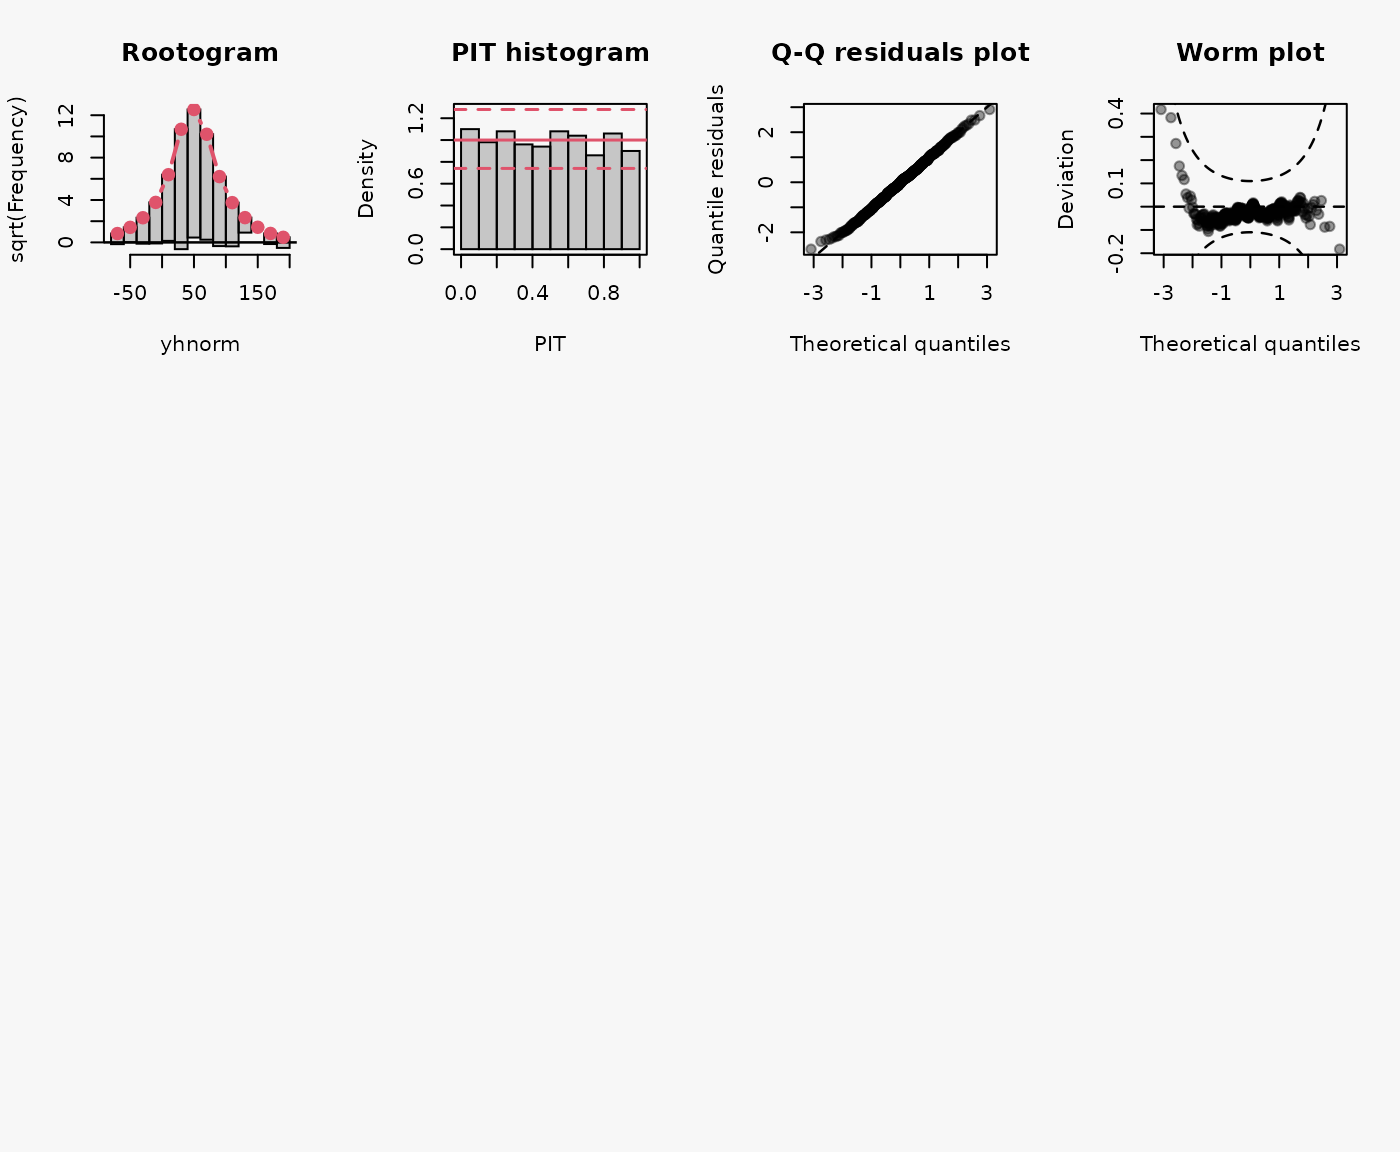 Rootogram
sqrt(Frequency)
12
8
4
0
-50 50 150
yhnorm
PIT histogram
Density
1.2
0.6
0.0
0.0 0.4 0.8
PIT
Q-Q residuals plot
Quantile residuals
2
0
-2
-3 -1 1 3
Theoretical quantiles
Worm plot
Deviation
0.4
0.1
-0.2
-3 -1 1 3
Theoretical quantiles